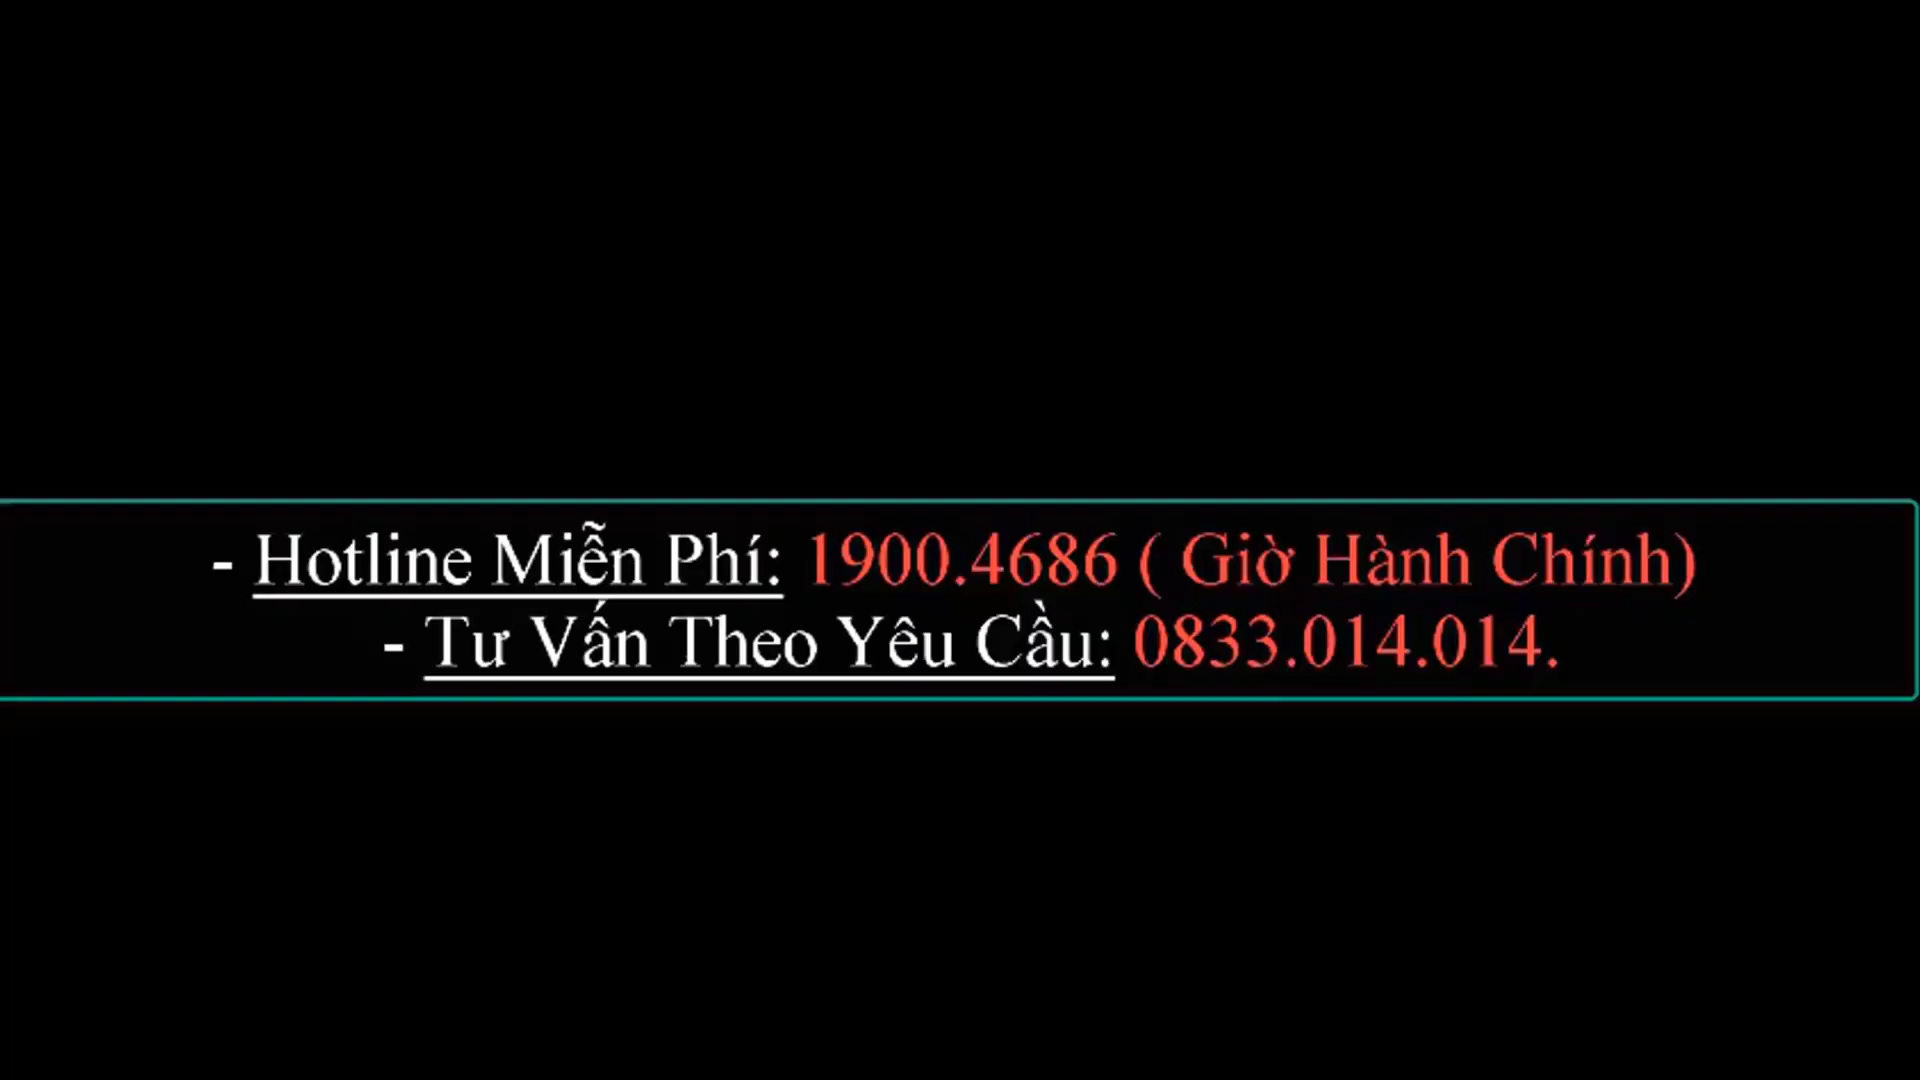 - Hotline Miễn Phí: 1900.4686 ( Giờ Hành Chính)
- Tư Vấn Theo Yêu Cầu: 0833.014.014.